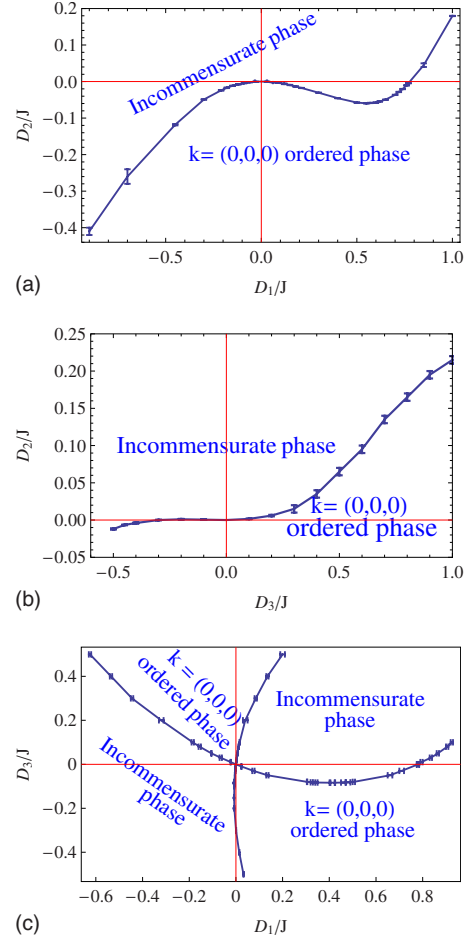 0.2
0.1
0.0
−0.1
−0.2
−0.3
−0.4
D2/J
Incommensurate phase
k= (0,0,0) ordered phase
−0.5
0.0
0.5
1.0
(a)
D1/J
0.25
0.20
0.15
0.10
0.05
0.00
−0.05
D2/J
Incommensurate phase
k= (0,0,0)
ordered phase
−0.5
0.0
0.5
1.0
(b)
D3/J
0.4
0.2
0
−0.2
−0.4
D3/J
k = (0,0,0)
ordered phase
Incommensurate
phase
Incommensurate
phase
k= (0,0,0)
ordered phase
−0.6
−0.4
−0.2
0
0.2
0.4
0.6
0.8
(c)
D1/J